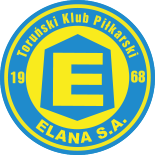 Toruński Klub Piłkarski
19 68
E
ELANA S.A.